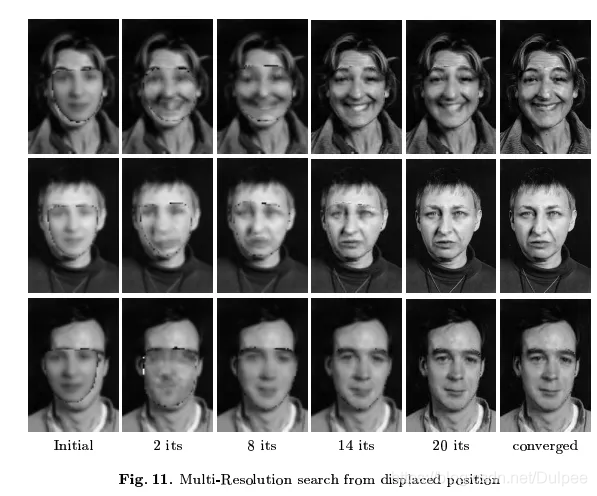 Initial 2 its 8 its 14 its 20 its converged
Fig. 11. Multi-Resolution search from displaced position